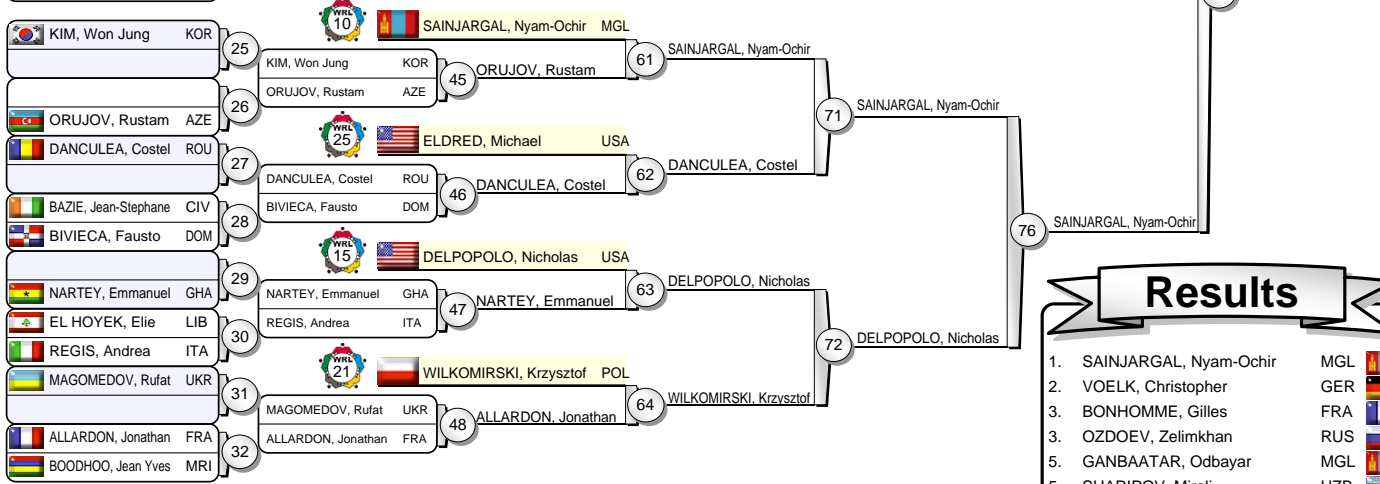 KIM, Won Jung KOR
25
ORUJOV, Rustam AZE
26
DANCULEA, Costel ROU
27
BAZIE, Jean-Stephane CIV
28
BIVIECA, Fausto DOM
29
NARTEY, Emmanuel GHA
EL HOYEK, Elie LIB
30
REGIS, Andrea ITA
MAGOMEDOV, Rufat UKR
31
ALLARDON, Jonathan FRA
32
BOODHOO, Jean Yves MRI
WRL
10
SAINJARGAL, Nyam-Ochir MGL
KIM, Won Jung KOR
45
ORUJOV, Rustam AZE
ORUJOV, Rustam
61
WRL
25
ELDRED, Michael USA
DANCULEA, Costel ROU
46
BIVIECA, Fausto DOM
DANCULEA, Costel
62
WRL
15
DELPOPOLO, Nicholas USA
NARTEY, Emmanuel GHA
47
REGIS, Andrea ITA
NARTEY, Emmanuel
63
WRL
21
WILKOMIRSKI, Krzysztof POL
MAGOMEDOV, Rufat UKR
48
ALLARDON, Jonathan FRA
ALLARDON, Jonathan
64
SAINJARGAL, Nyam-Ochir
71
DANCULEA, Costel
DELPOPOLO, Nicholas
72
WILKOMIRSKI, Krzysztof
SAINJARGAL, Nyam-Ochir
76
DELPOPOLO, Nicholas
SAINJARGAL, Nyam-Ochir
Results
1. SAINJARGAL, Nyam-Ochir MGL
2. VOELK, Christopher GER
3. BONHOMME, Gilles FRA
3. OZDOEV, Zelimkhan RUS
5. GANBAATAR, Odbayar MGL